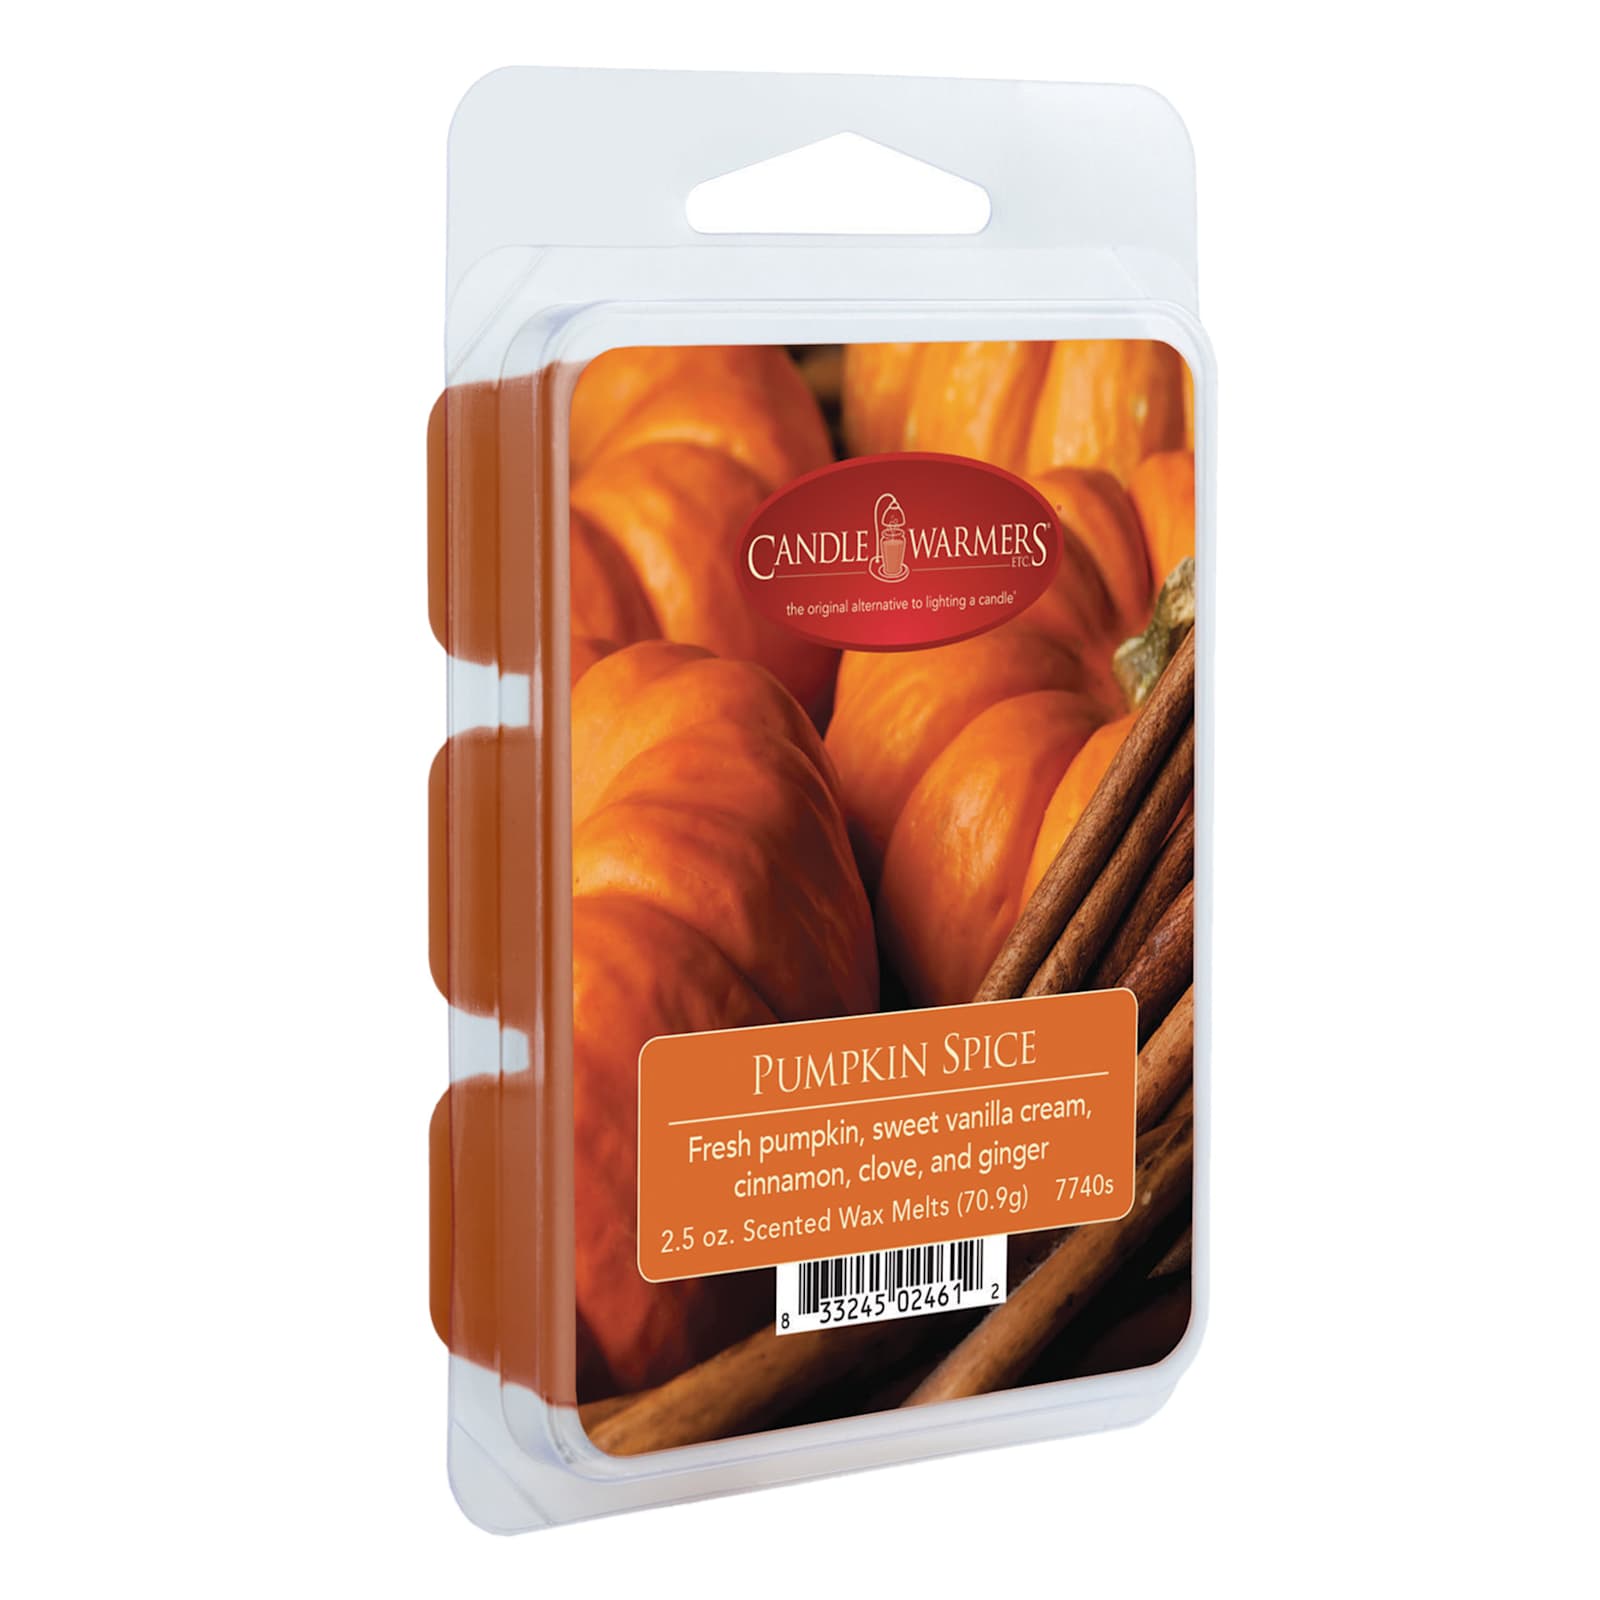 CANDLE WARMERS®
ETC.
the original alternative to lighting a candle®
PUMPKIN SPICE
Fresh pumpkin, sweet vanilla cream,
cinnamon, clove, and ginger
2.5 oz. Scented Wax Melts (70.9g) 7740s
8 33245 02461 2